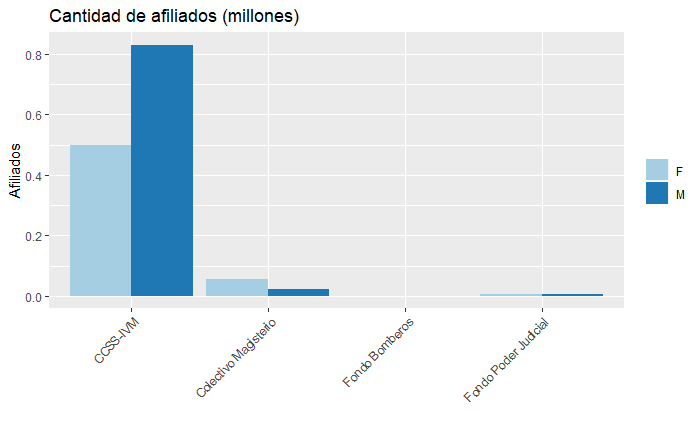 Cantidad de afiliados (millones)
Afiliados
0.8
0.6
0.4
0.2
0.0
CCSS-IVM
Colectivo Magisterio
Fondo Bomberos
Fondo Poder Judicial
F
M